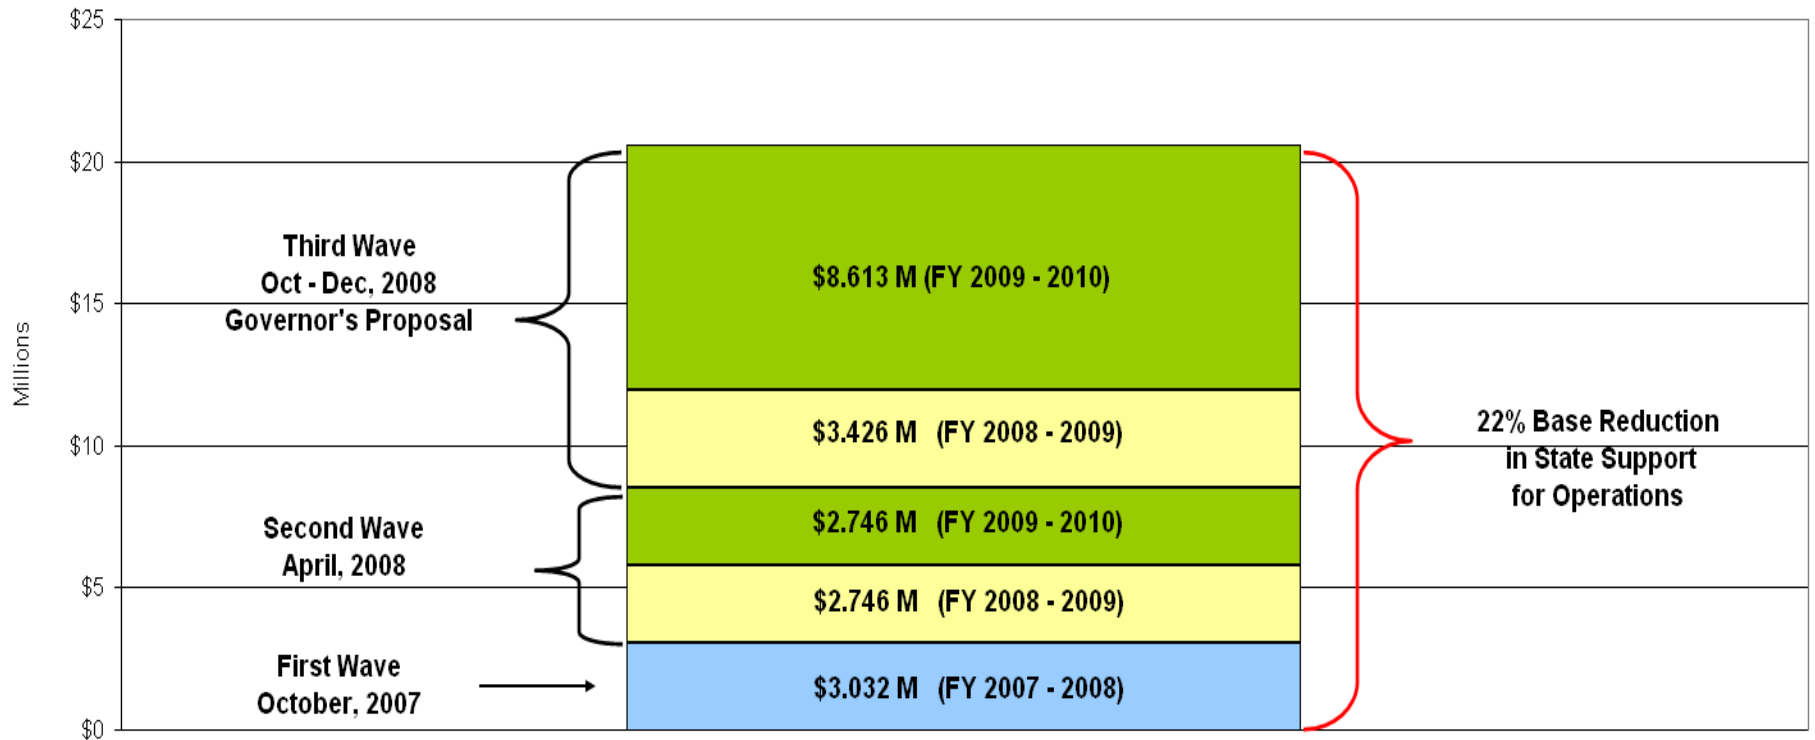 $25
$20
$15
$10
$5
$0
Millions
Third Wave
Oct - Dec, 2008
Governor's Proposal
Second Wave
April, 2008
First Wave
October, 2007
$8.613 M (FY 2009 - 2010)
$3.426 M (FY 2008 - 2009)
$2.746 M (FY 2009 - 2010)
$2.746 M (FY 2008 - 2009)
$3.032 M (FY 2007 - 2008)
22% Base Reduction
in State Support
for Operations